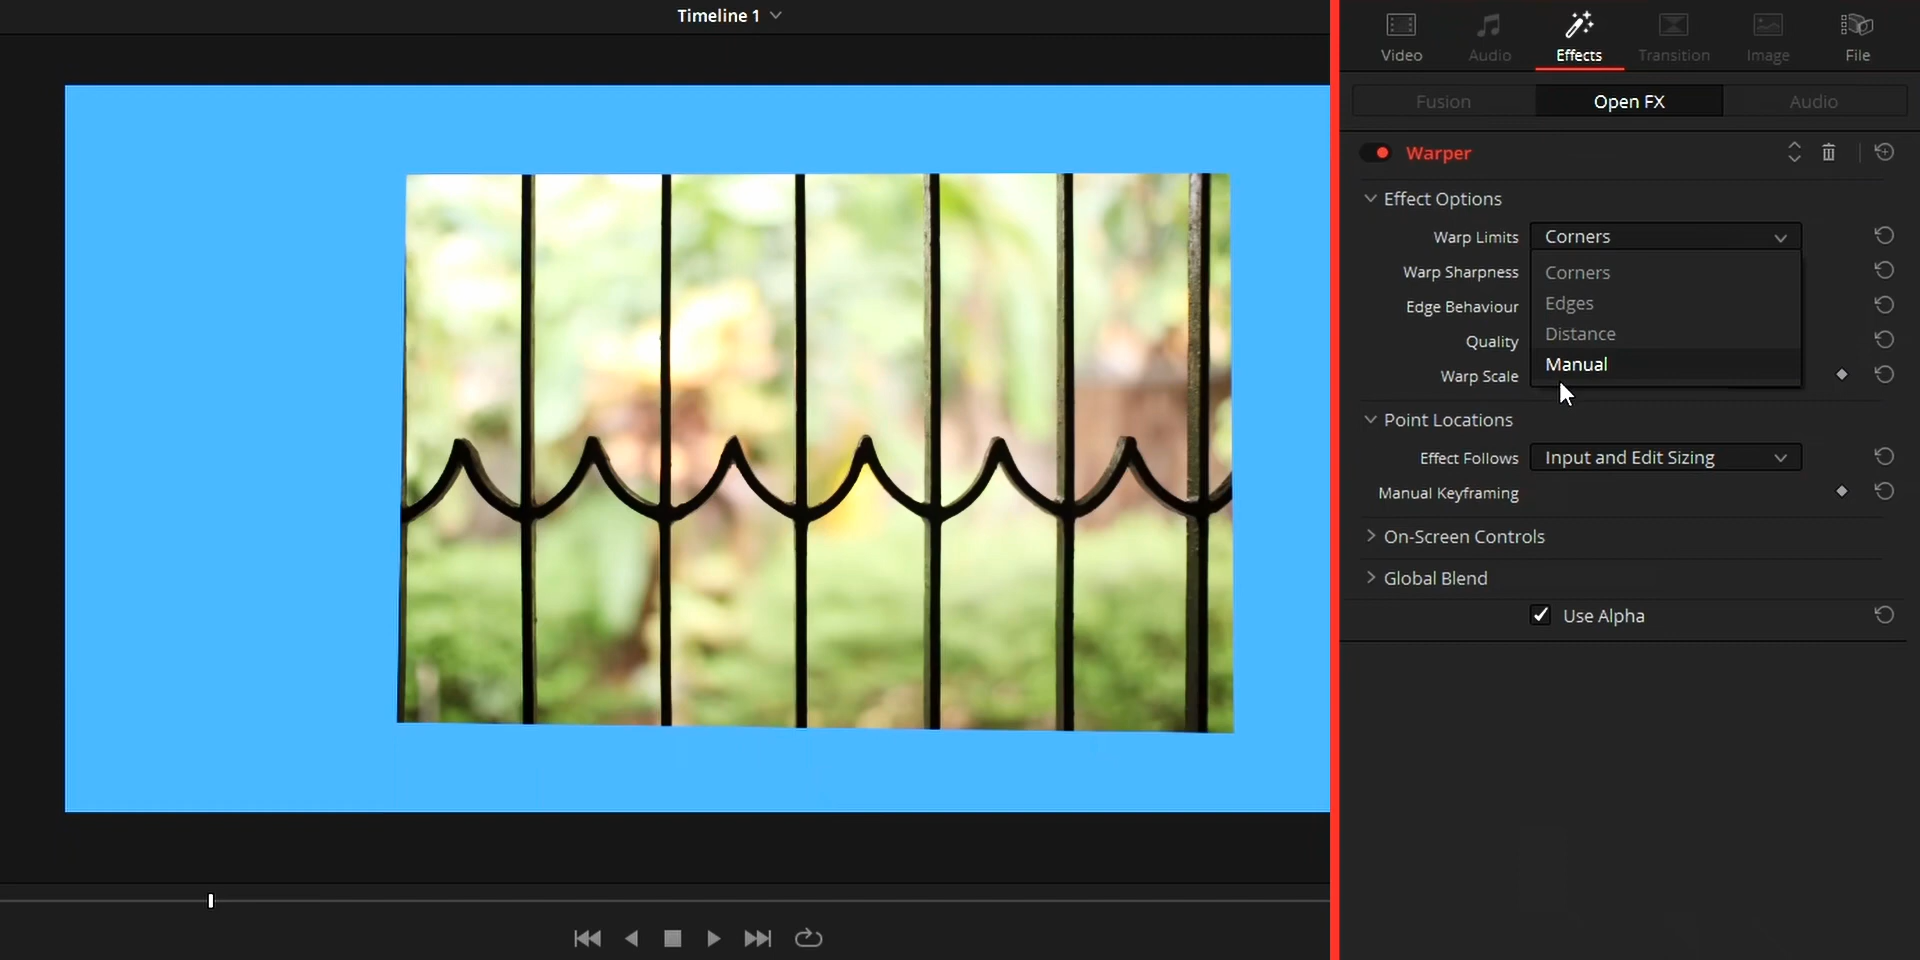 Timeline 1
Video Audio Effects Transition Image File
Fusion Open FX Audio
Warper
Effect Options
Warp Limits Corners
Warp Sharpness Corners
Edges
Edge Behaviour
Distance
Quality
Manual
Warp Scale
Point Locations
Effect Follows Input and Edit Sizing
Manual Keyframing
On-Screen Controls
Global Blend
Use Alpha